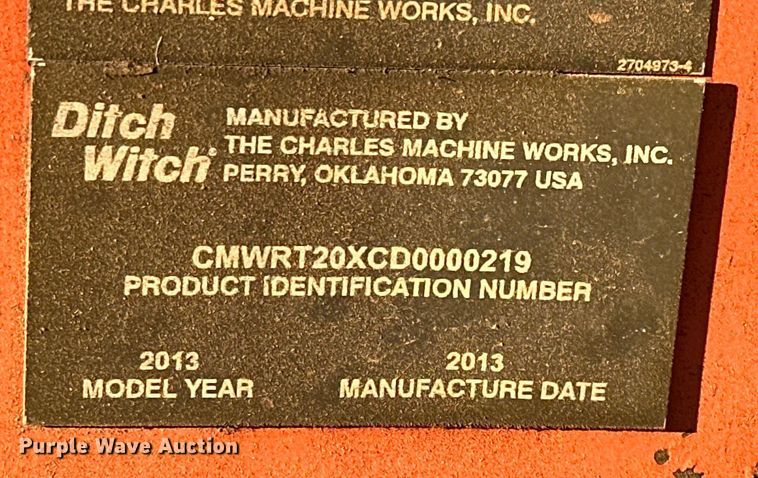 THE CHARLES MACHINE WORKS, INC.
2704973-4
Ditch Witch®
MANUFACTURED BY
THE CHARLES MACHINE WORKS, INC.
PERRY, OKLAHOMA 73077 USA
CMWRT20XCD0000219
PRODUCT IDENTIFICATION NUMBER
2013
MODEL YEAR
2013
MANUFACTURE DATE
Purple Wave Auction